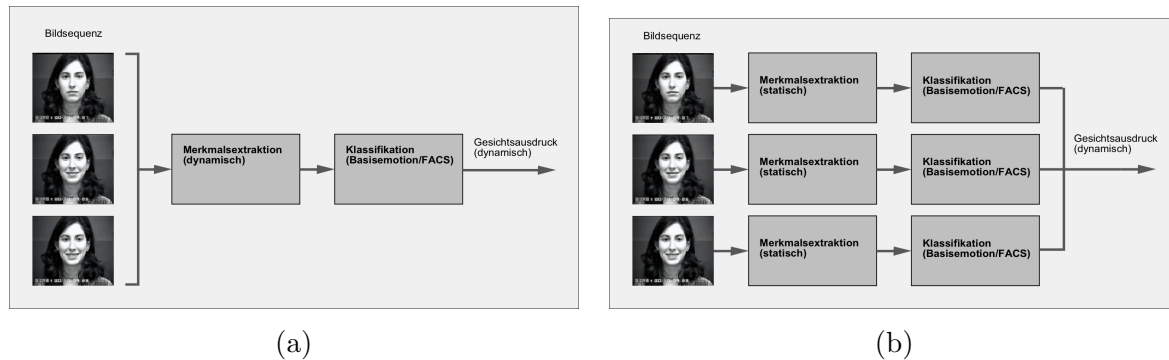 Bildsequenz
Merkmalsextraktion
(dynamisch)
Klassifikation
(Basisemotion/FACS)
Gesichtsausdruck
(dynamisch)
(a)
Bildsequenz
Merkmalsextraktion
(statisch)
Klassifikation
(Basisemotion/FACS)
Merkmalsextraktion
(statisch)
Klassifikation
(Basisemotion/FACS)
Gesichtsausdruck
(dynamisch)
Merkmalsextraktion
(statisch)
Klassifikation
(Basisemotion/FACS)
(b)